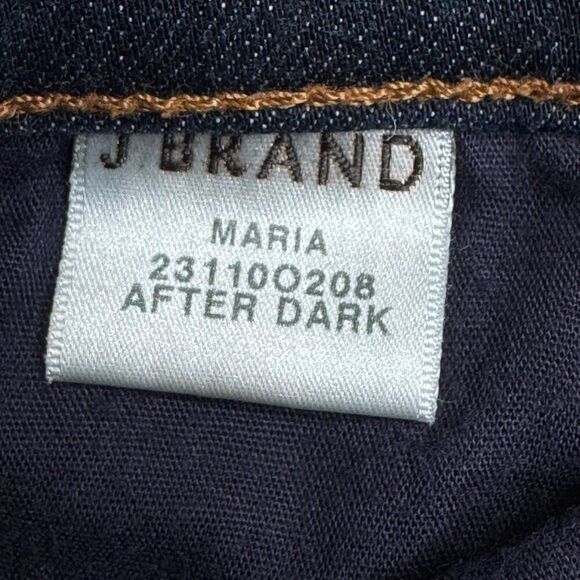 J BRAND
MARIA
23110O208
AFTER DARK